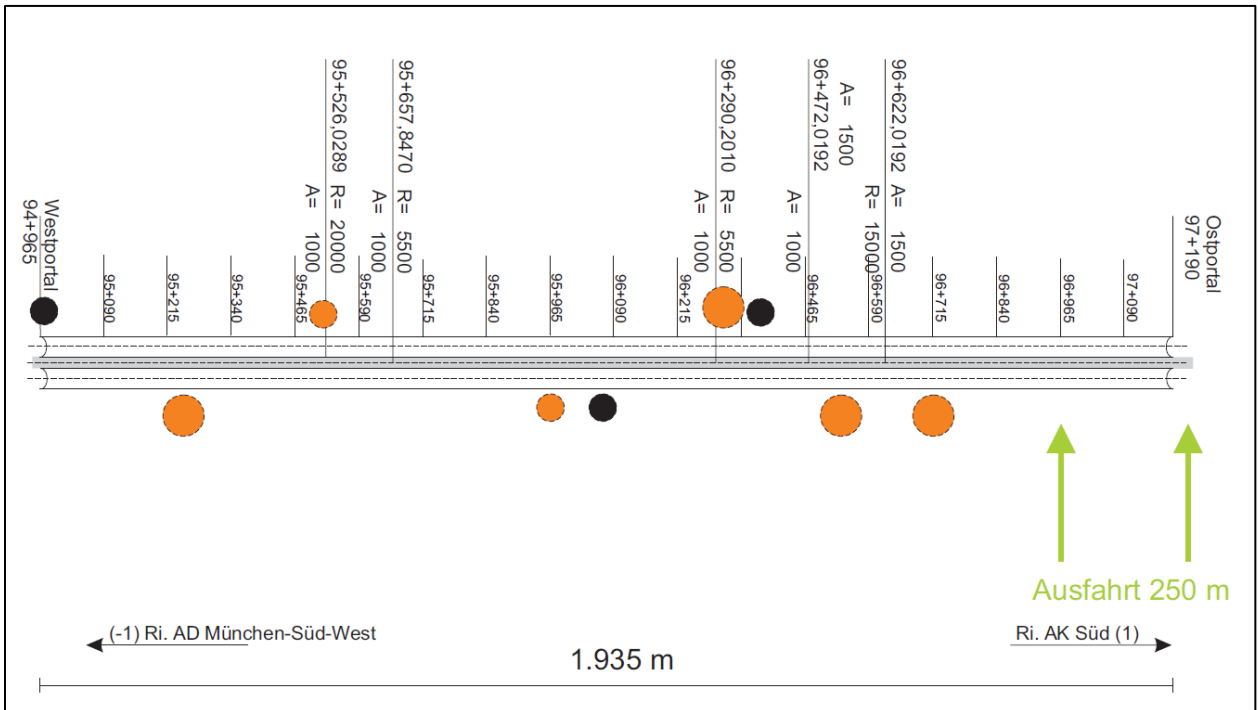 Westportal
94+965
95+090
95+215
95+340
95+465
95+526,0289 R= 20000
A= 1000
95+590
95+657,8470 R= 5500
A= 1000
95+715
95+840
95+965
96+090
96+215
96+290,2010 R= 5500
A= 1000
A= 1500
96+472,0192
A= 1000
96+465
96+622,0192 A= 1500
R= 15000
96+590
96+715
96+840
96+965
97+090
Ostportal
97+190
Ausfahrt 250 m
(-1) Ri. AD München-Süd-West
Ri. AK Süd (1)
1.935 m